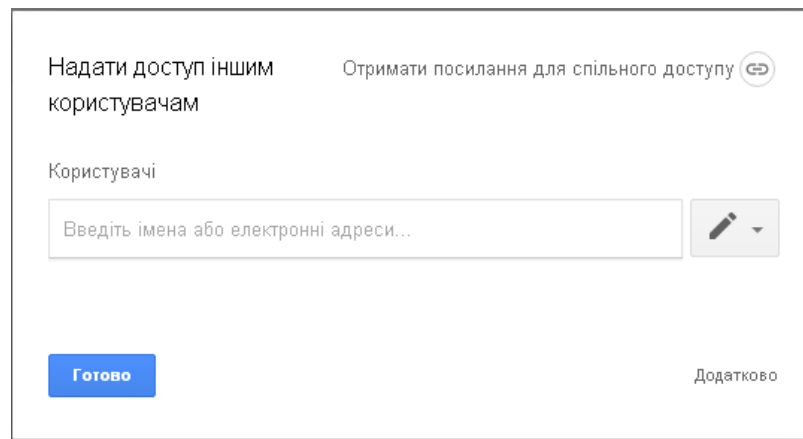 Надати доступ іншим
користувачам
Отримати посилання для спільного доступу
Користувачі
Введіть імена або електронні адреси...
Готово
Додатково